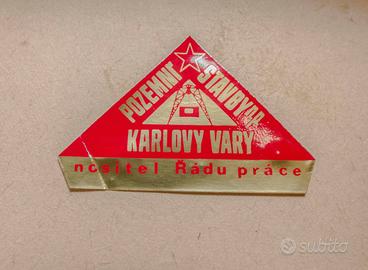 POZEMNÍ STAVBY
KARLOVY VARY
nositel Řádu práce
subito